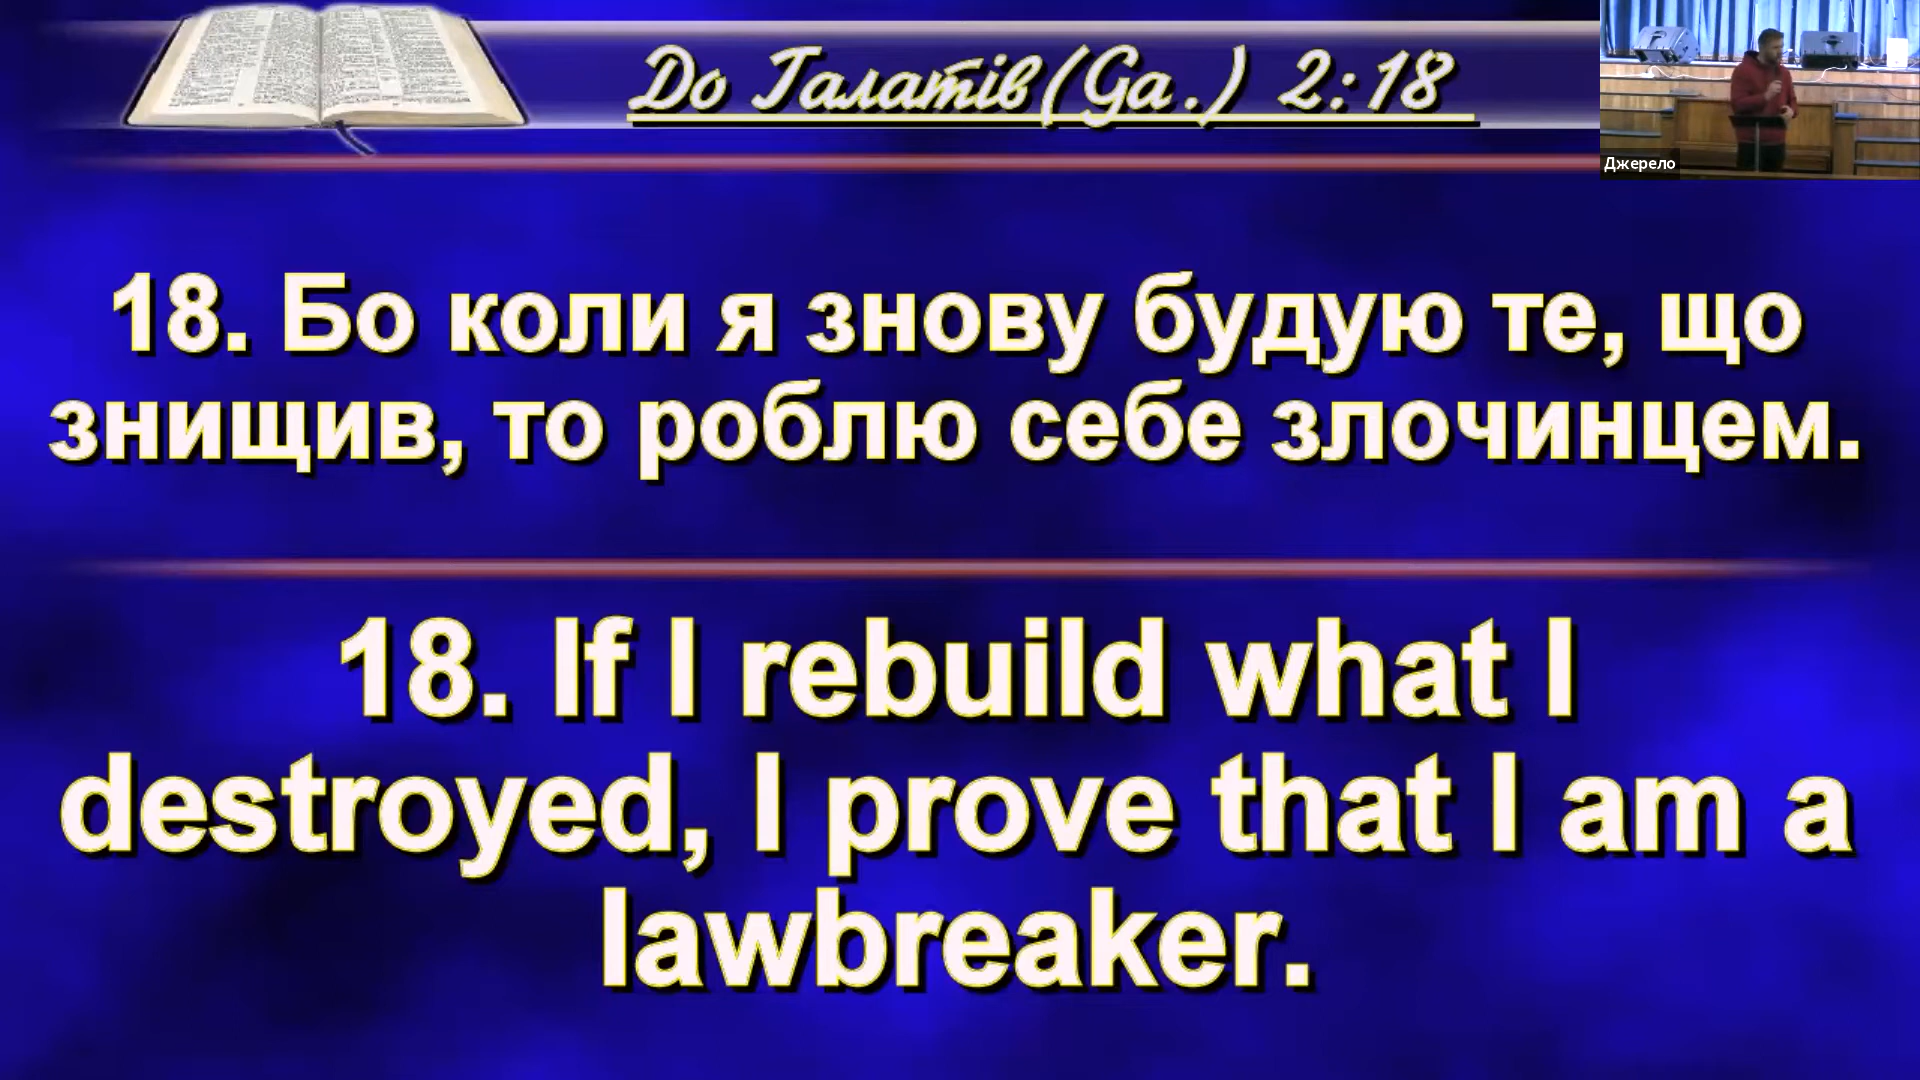 До Галатів(Ga.) 2:18
Джерело
18. Бо коли я знову будую те, що
знищив, то роблю себе злочинцем.
18. If I rebuild what I
destroyed, I prove that I am a
lawbreaker.